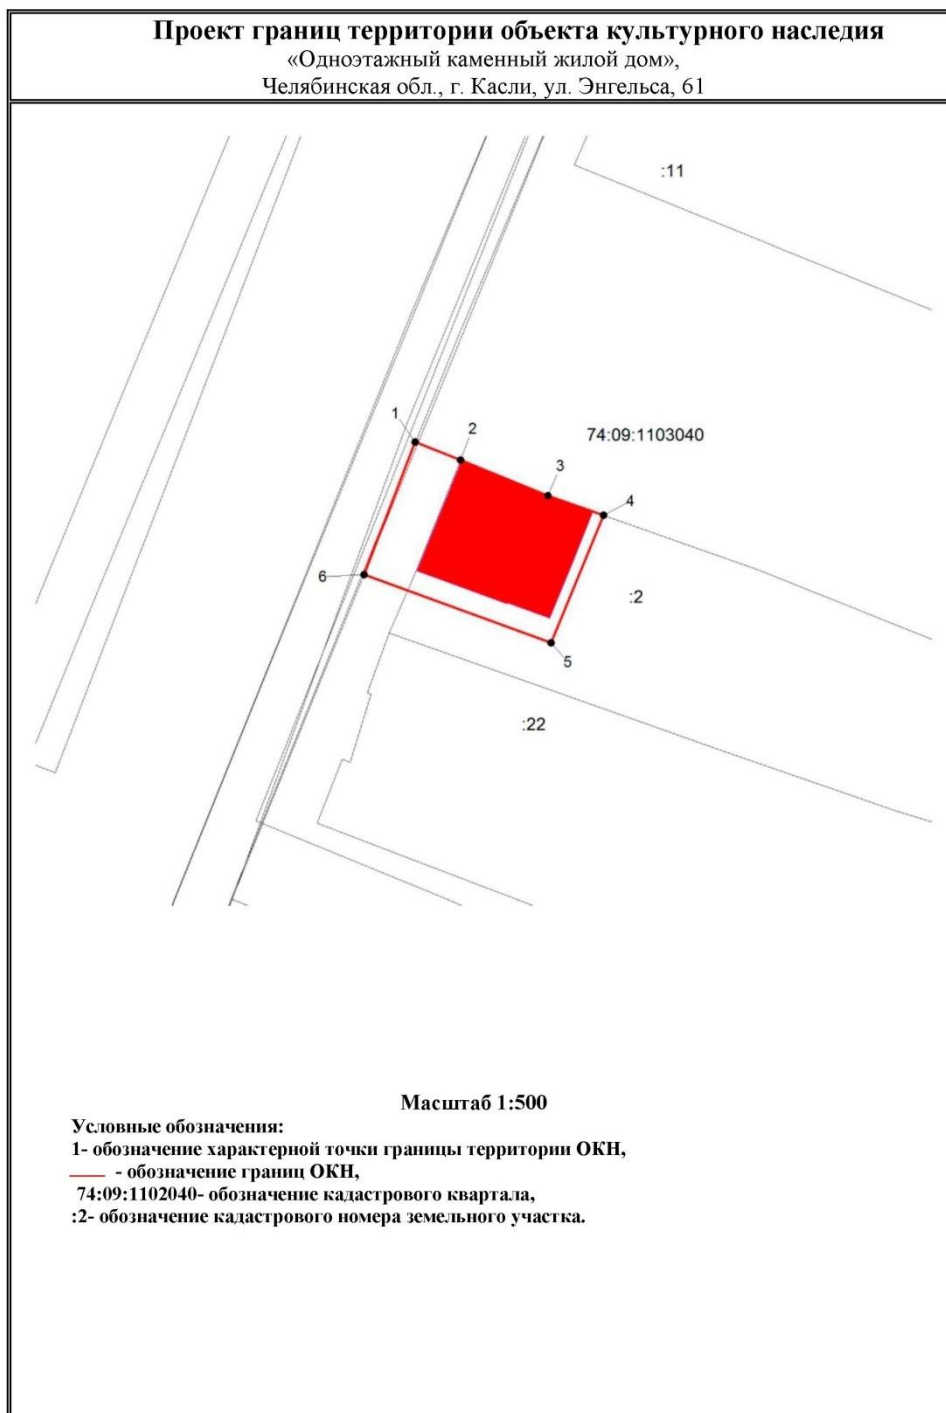 Проект границ территории объекта культурного наследия
«Одноэтажный каменный жилой дом»,
Челябинская обл., г. Касли, ул. Энгельса, 61
:11
1
2
74:09:1103040
3
4
6
:2
5
:22
Масштаб 1:500
Условные обозначения:
1- обозначение характерной точки границы территории ОКН,
- обозначение границ ОКН,
74:09:1102040- обозначение кадастрового квартала,
:2- обозначение кадастрового номера земельного участка.